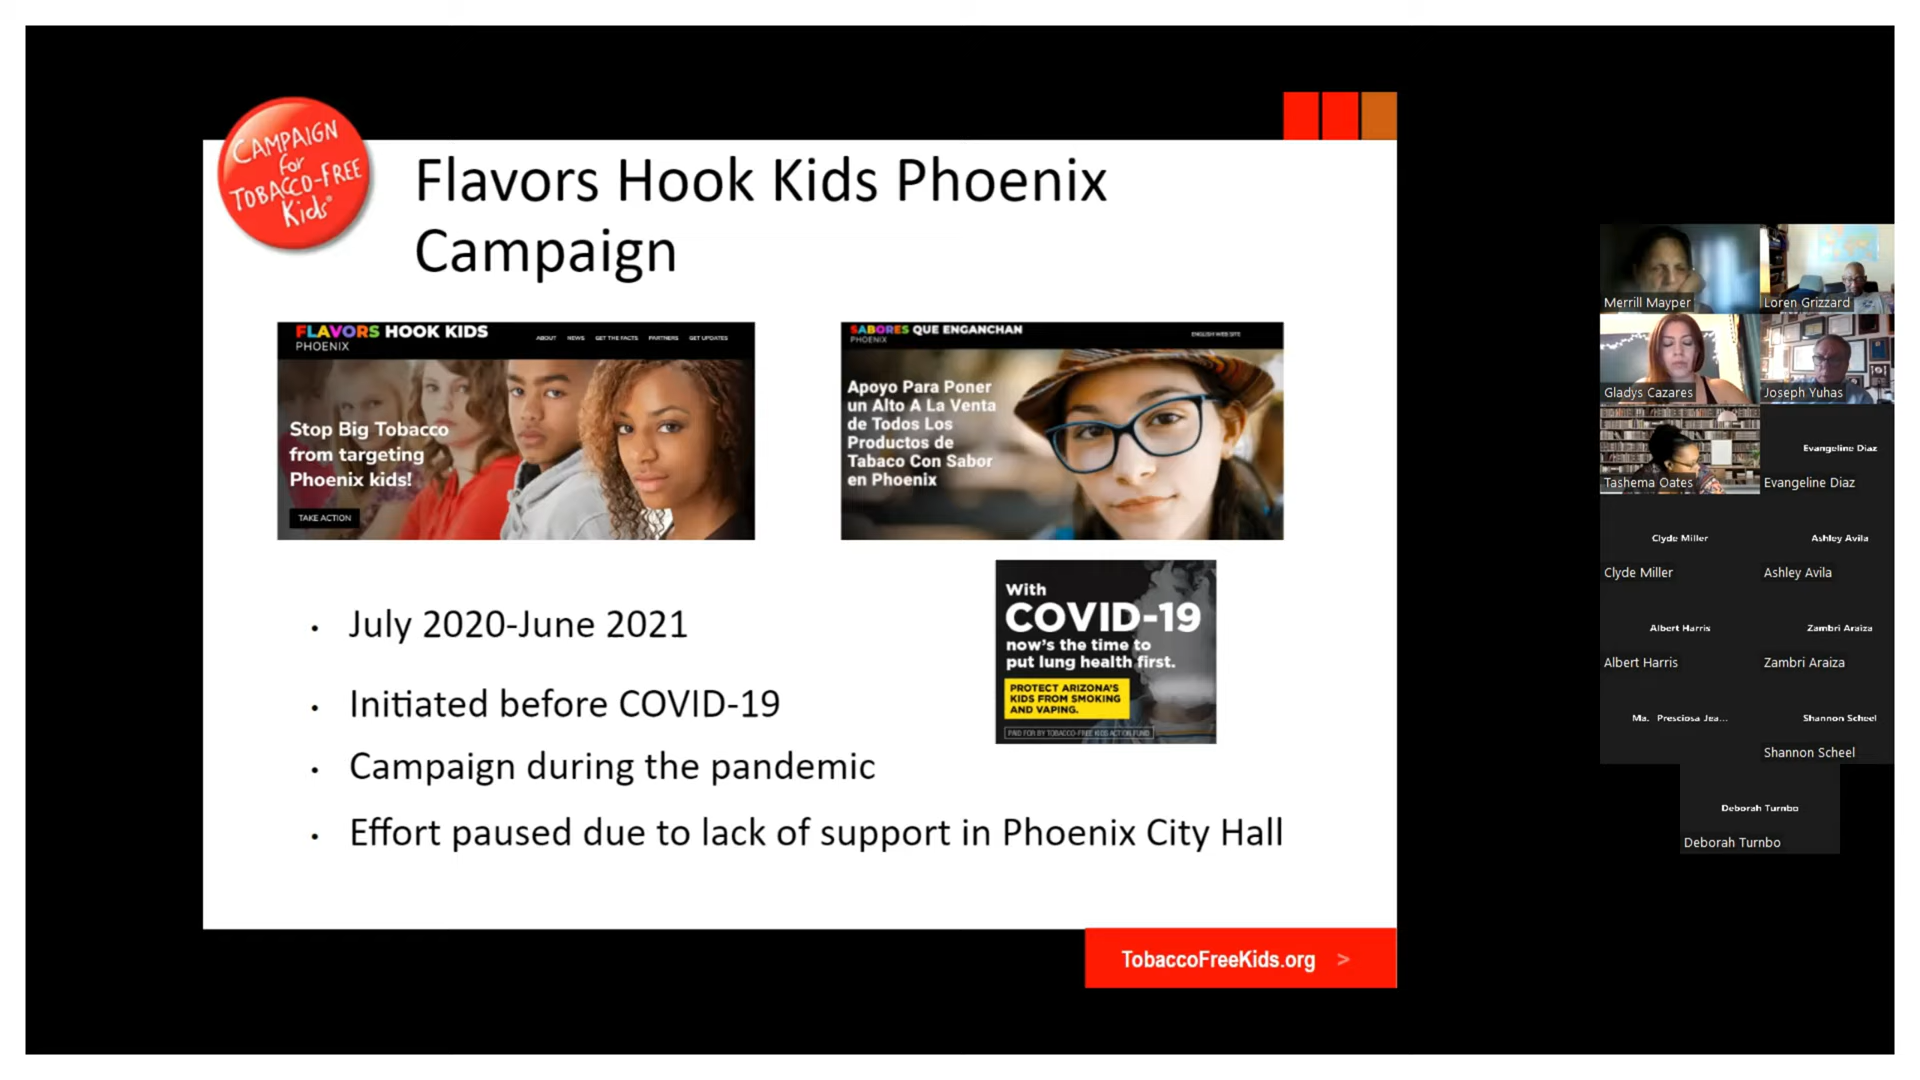 CAMPAIGN
for
TOBACCO-FREE
Kids®
Flavors Hook Kids Phoenix
Campaign
FLAVORS HOOK KIDS
PHOENIX
ABOUT NEWS GET THE FACTS PARTNERS GET UPDATES
Stop Big Tobacco
from targeting
Phoenix kids!
TAKE ACTION
SABORES QUE ENGANCHAN
PHOENIX
ENGLISH WEB SITE
Apoyo Para Poner
un Alto A La Venta
de Todos Los
Productos de
Tabaco Con Sabor
en Phoenix
With
COVID-19
now's the time to
put lung health first.
PROTECT ARIZONA'S
KIDS FROM SMOKING
AND VAPING.
PAID FOR BY TOBACCO-FREE KIDS ACTION FUND
• July 2020-June 2021
• Initiated before COVID-19
• Campaign during the pandemic
• Effort paused due to lack of support in Phoenix City Hall
TobaccoFreeKids.org >
Merrill Mayper
Loren Grizzard
Gladys Cazares
Joseph Yuhas
Tashema Oates
Evangeline Diaz
Evangeline Diaz
Clyde Miller
Clyde Miller
Ashley Avila
Ashley Avila
Albert Harris
Albert Harris
Zambri Araiza
Zambri Araiza
Ma. Presciosa Jea...
Shannon Scheel
Shannon Scheel
Deborah Turnbo
Deborah Turnbo